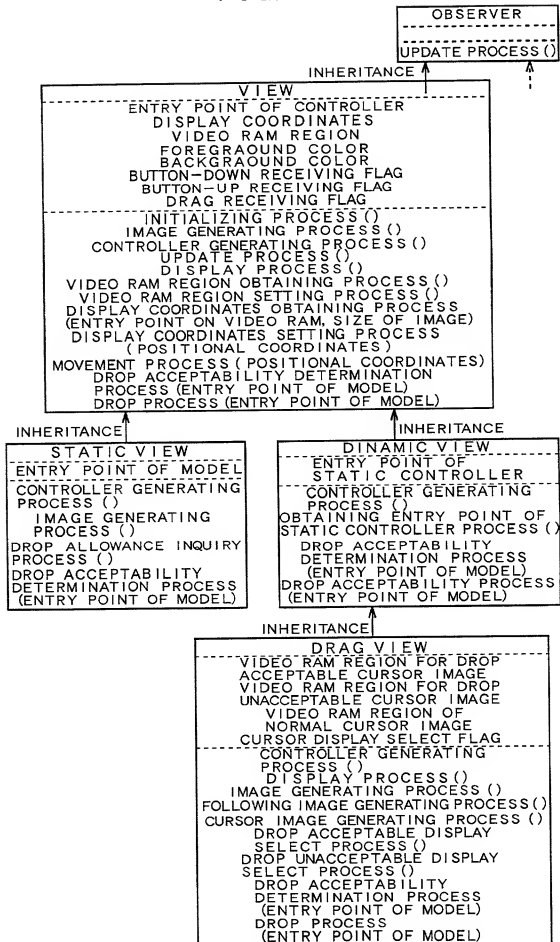 OBSERVER
UPDATE PROCESS ()
INHERITANCE
VIEW
ENTRY POINT OF CONTROLLER
DISPLAY COORDINATES
VIDEO RAM REGION
FOREGRAOUND COLOR
BACKGRAOUND COLOR
BUTTON-DOWN RECEIVING FLAG
BUTTON-UP RECEIVING FLAG
DRAG RECEIVING FLAG
INITIALIZING PROCESS ()
IMAGE GENERATING PROCESS ()
CONTROLLER GENERATING PROCESS ()
UPDATE PROCESS ()
DISPLAY PROCESS ()
VIDEO RAM REGION OBTAINING PROCESS ()
VIDEO RAM REGION SETTING PROCESS ()
DISPLAY COORDINATES OBTAINING PROCESS
(ENTRY POINT ON VIDEO RAM, SIZE OF IMAGE)
DISPLAY COORDINATES SETTING PROCESS
(POSITIONAL COORDINATES)
MOVEMENT PROCESS (POSITIONAL COORDINATES)
DROP ACCEPTABILITY DETERMINATION
PROCESS (ENTRY POINT OF MODEL)
DROP PROCESS (ENTRY POINT OF MODEL)
INHERITANCE
STATIC VIEW
ENTRY POINT OF MODEL
CONTROLLER GENERATING
PROCESS ()
IMAGE GENERATING
PROCESS ()
DROP ALLOWANCE INQUIRY
PROCESS ()
DROP ACCEPTABILITY
DETERMINATION PROCESS
(ENTRY POINT OF MODEL)
INHERITANCE
DINAMIC VIEW
ENTRY POINT OF
STATIC CONTROLLER
CONTROLLER GENERATING
PROCESS ()
OBTAINING ENTRY POINT OF
STATIC CONTROLLER PROCESS ()
DROP ACCEPTABILITY
DETERMINATION PROCESS
(ENTRY POINT OF MODEL)
DROP ACCEPTABILITY PROCESS
(ENTRY POINT OF MODEL)
INHERITANCE
DRAG VIEW
VIDEO RAM REGION FOR DROP
ACCEPTABLE CURSOR IMAGE
VIDEO RAM REGION FOR DROP
UNACCEPTABLE CURSOR IMAGE
VIDEO RAM REGION OF
NORMAL CURSOR IMAGE
CURSOR DISPLAY SELECT FLAG
CONTROLLER GENERATING
PROCESS ()
DISPLAY PROCESS ()
IMAGE GENERATING PROCESS ()
FOLLOWING IMAGE GENERATING PROCESS ()
CURSOR IMAGE GENERATING PROCESS ()
DROP ACCEPTABLE DISPLAY
SELECT PROCESS ()
DROP UNACCEPTABLE DISPLAY
SELECT PROCESS ()
DROP ACCEPTABILITY
DETERMINATION PROCESS
(ENTRY POINT OF MODEL)
DROP PROCESS
(ENTRY POINT OF MODEL)